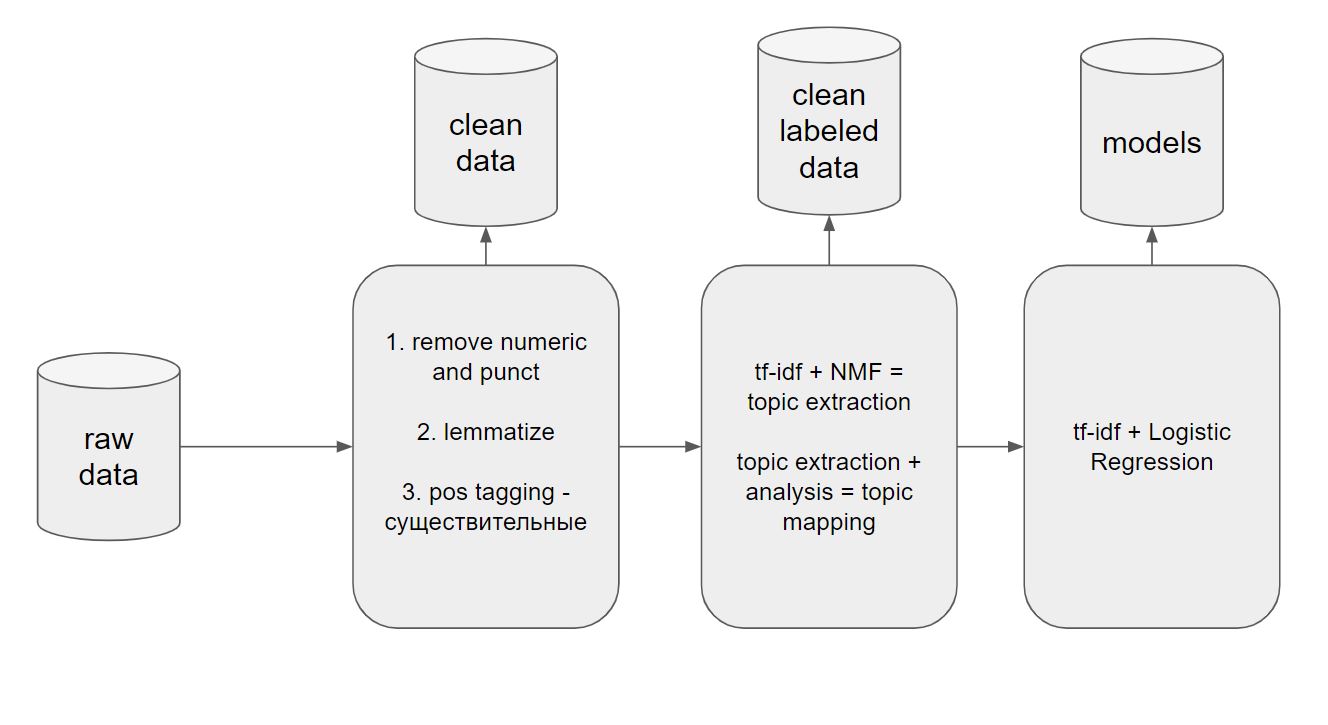 clean
data
clean
labeled
data
models
raw
data
1. remove numeric
and punct
2. lemmatize
3. pos tagging -
существительные
tf-idf + NMF =
topic extraction
topic extraction +
analysis = topic
mapping
tf-idf + Logistic
Regression